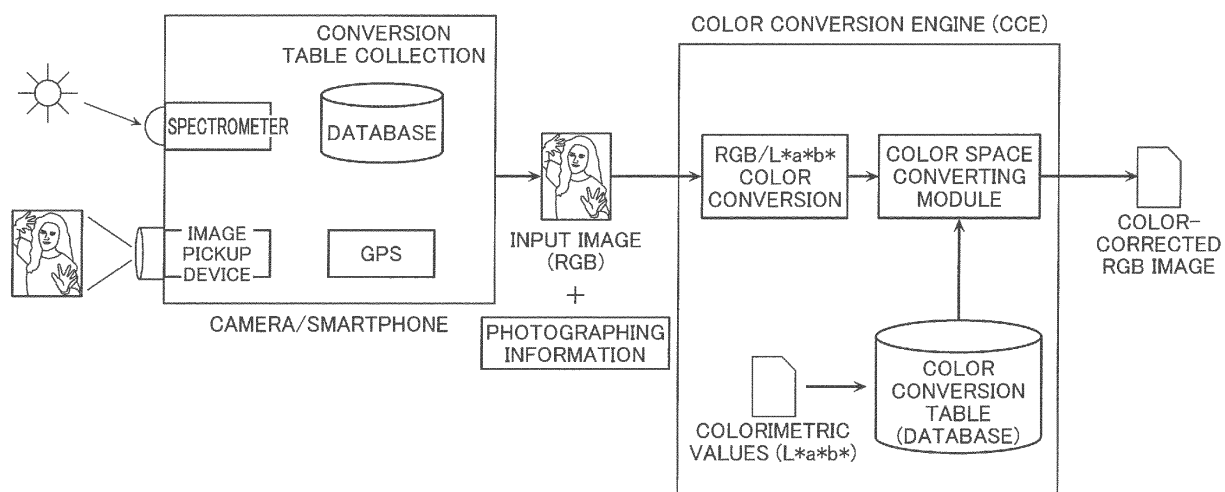 CONVERSION
TABLE COLLECTION
SPECTROMETER
DATABASE
IMAGE
PICKUP
DEVICE
GPS
CAMERA/SMARTPHONE
INPUT IMAGE
(RGB)
+
PHOTOGRAPHING
INFORMATION
COLOR CONVERSION ENGINE (CCE)
RGB/L*a*b*
COLOR
CONVERSION
COLOR SPACE
CONVERTING
MODULE
COLORIMETRIC
VALUES (L*a*b*)
COLOR
CONVERSION
TABLE
(DATABASE)
COLOR-
CORRECTED
RGB IMAGE